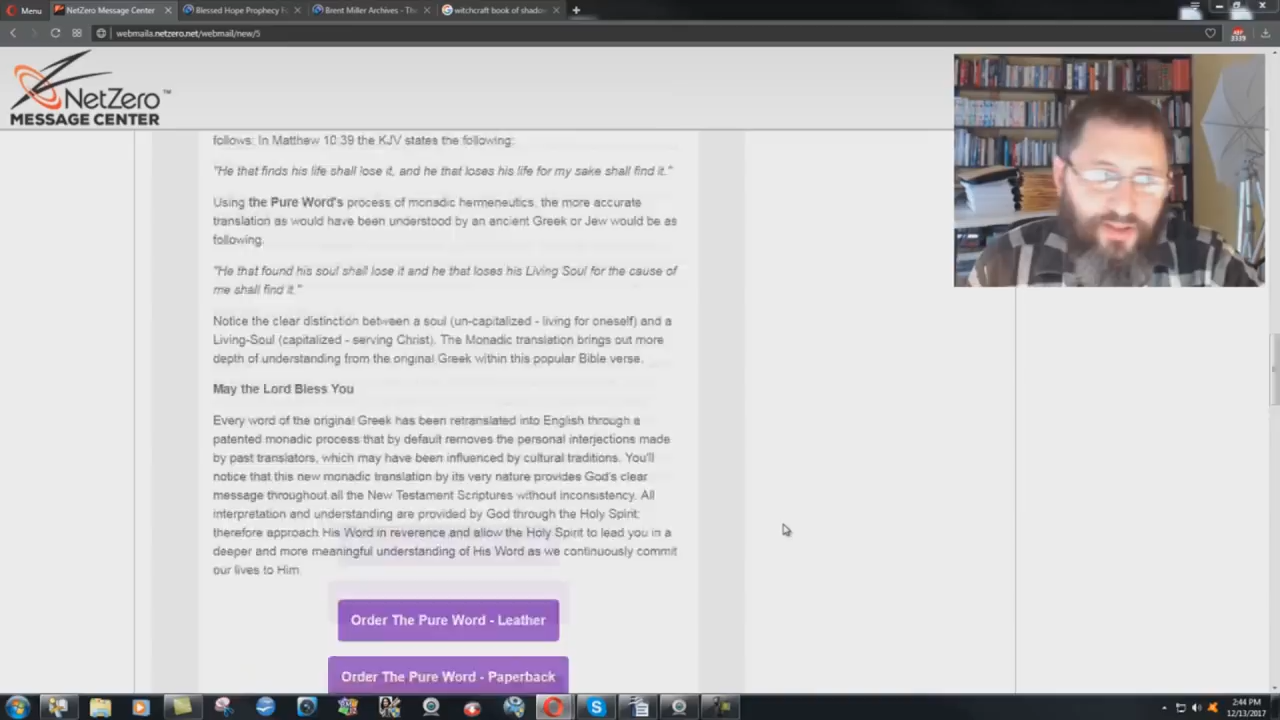 Menu
NetZero Message Center
Blessed Hope Prophecy Fo
Brent Miller Archives - The
witchcraft book of shadow
webmaila.netzero.net/webmail/new/5
3339
NetZero™
MESSAGE CENTER
follows: In Matthew 10:39 the KJV states the following:
"He that finds his life shall lose it, and he that loses his life for my sake shall find it."
Using the Pure Word's process of monadic hermeneutics, the more accurate
translation as would have been understood by an ancient Greek or Jew would be as
following.
"He that found his soul shall lose it and he that loses his Living Soul for the cause of
me shall find it."
Notice the clear distinction between a soul (un-capitalized - living for oneself) and a
Living-Soul (capitalized - serving Christ). The Monadic translation brings out more
depth of understanding from the original Greek within this popular Bible verse.
May the Lord Bless You
Every word of the original Greek has been retranslated into English through a
patented monadic process that by default removes the personal interjections made
by past translators, which may have been influenced by cultural traditions. You'll
notice that this new monadic translation by its very nature provides God's clear
message throughout all the New Testament Scriptures without inconsistency. All
interpretation and understanding are provided by God through the Holy Spirit;
therefore approach His Word in reverence and allow the Holy Spirit to lead you in a
deeper and more meaningful understanding of His Word as we continuously commit
our lives to Him.
Order The Pure Word - Leather
Order The Pure Word - Paperback
2:44 PM
12/13/2017